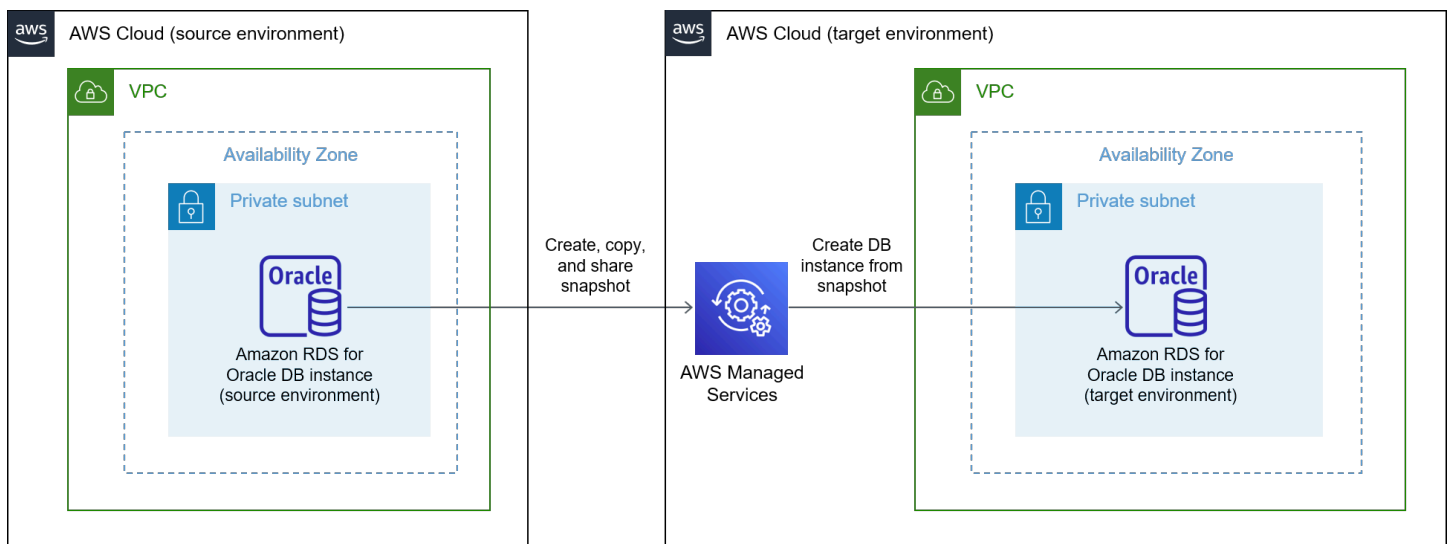 aws
AWS Cloud (source environment)
VPC
Availability Zone
Private subnet
Oracle
Amazon RDS for
Oracle DB instance
(source environment)
Create, copy,
and share
snapshot
aws
AWS Cloud (target environment)
AWS Managed
Services
Create DB
instance from
snapshot
VPC
Availability Zone
Private subnet
Oracle
Amazon RDS for
Oracle DB instance
(target environment)